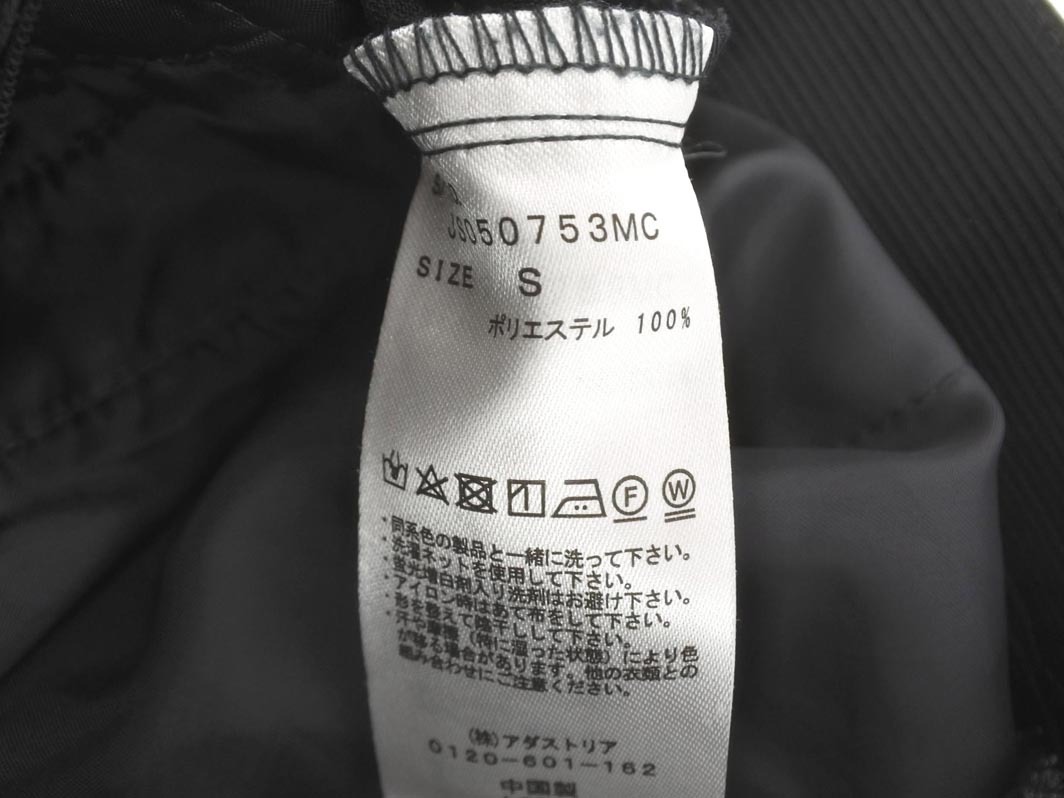 JS050753MC
SIZE S
ポリエステル 100%
F W
・同系色の製品と一緒に洗って下さい。
・洗濯ネットを使用して下さい。
・蛍光増白剤入り洗剤はお避け下さい。
・アイロン時はあて布をして下さい。
・形を整えて陰干しして下さい。
・汗や摩擦(特に湿った状態)により色
が移る場合があります。他の衣類との
組み合わせにご注意ください。
(株)アダストリア
0120-601-162
中国製